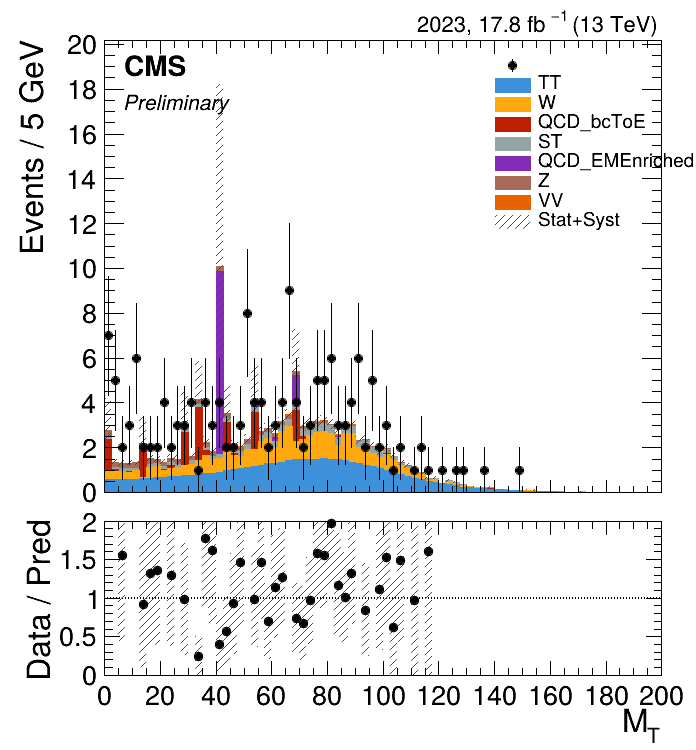 2023, 17.8 fb⁻¹ (13 TeV)
CMS
Preliminary
TT
W
QCD_bcToE
ST
QCD_EMEnriched
Z
VV
Stat+Syst
Events / 5 GeV
20
18
16
14
12
10
8
6
4
2
0
Data / Pred
2
1.5
1
0.5
0
0 20 40 60 80 100 120 140 160 180 200
M_T